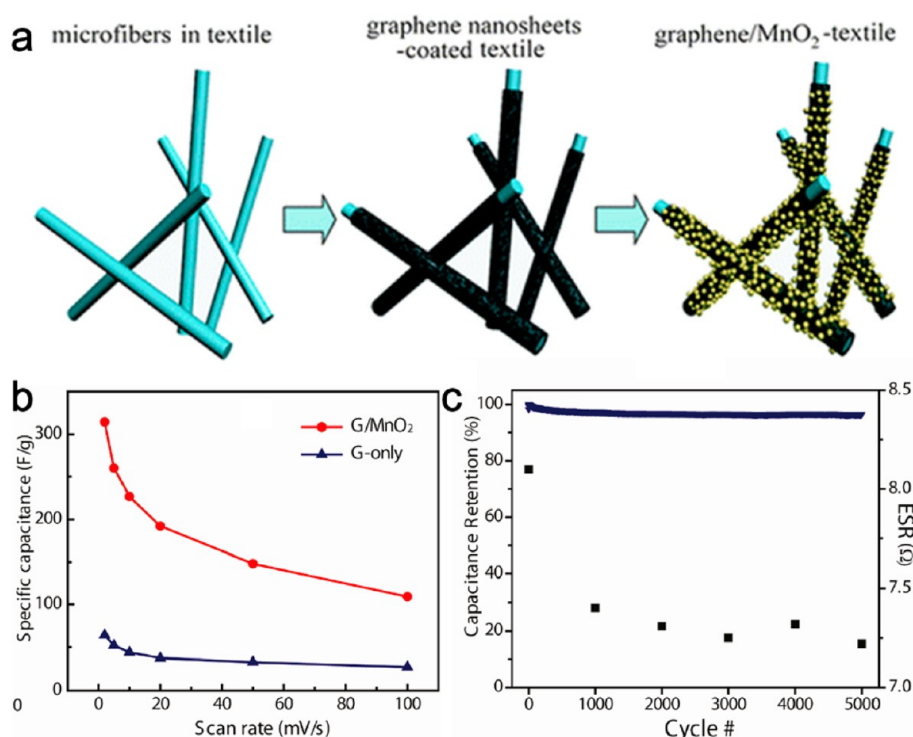 a
microfibers in textile
graphene nanosheets
-coated textile
graphene/MnO₂-textile
b
Specific capacitance (F/g)
300
200
100
0
0
G/MnO₂
G-only
0
20
40
60
80
100
Scan rate (mV/s)
c
Capacitance Retention (%)
100
80
60
40
20
0
8.5
8.0
7.25
7.0
ESR (Ω)
0
1000
2000
3000
4000
5000
Cycle #